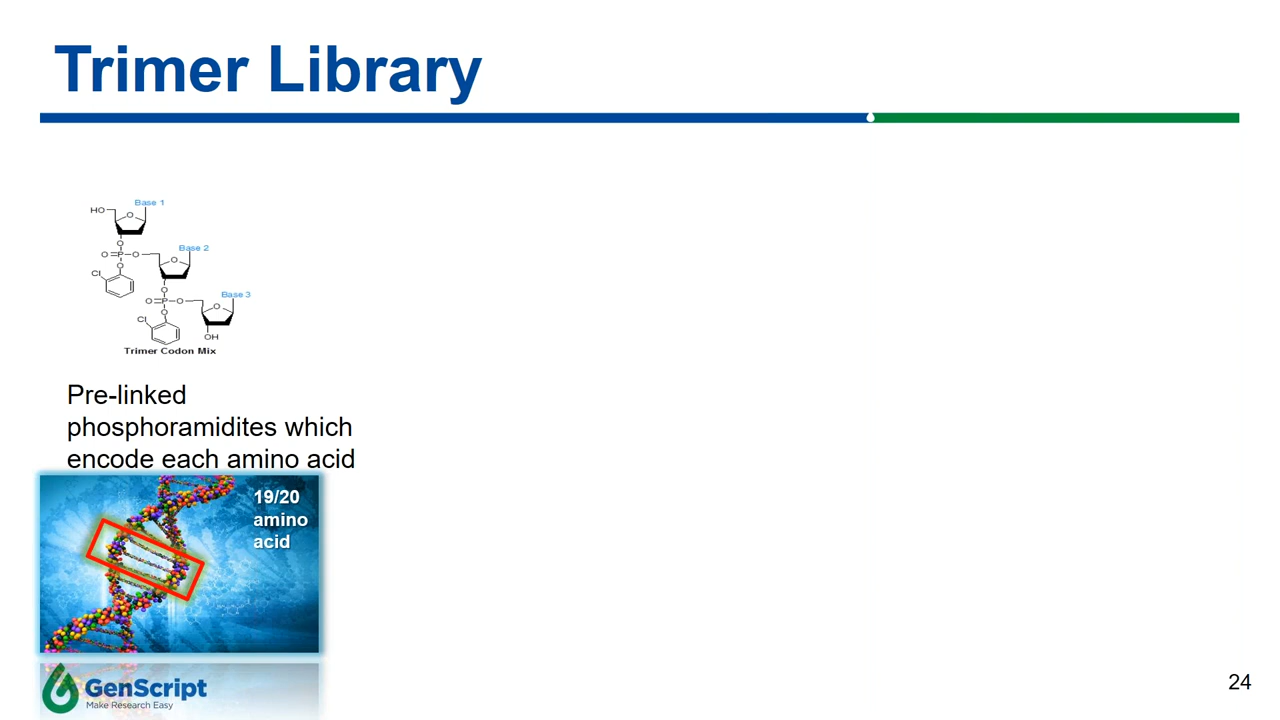 Trimer Library
Base 1
HO
O
O
O=P-O
Base 2
O
Cl
O
O
O=P-O
Base 3
O
Cl
O
OH
Trimer Codon Mix
Pre-linked
phosphoramidites which
encode each amino acid
19/20
amino
acid
GenScript
Make Research Easy
24